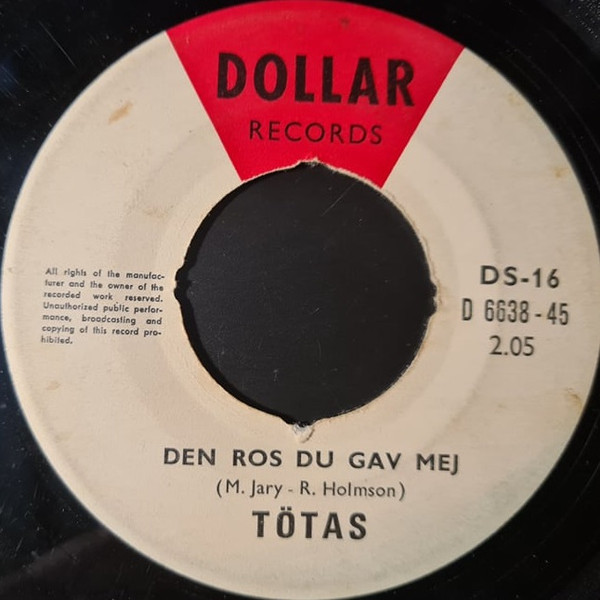 DOLLAR
RECORDS
All rights of the manufac-
turer and the owner of the
recorded work reserved.
Unauthorized public perfor-
mance, broadcasting and
copying of this record pro-
hibited.
DS-16
D 6638-45
2.05
DEN ROS DU GAV MEJ
(M. Jary - R. Holmson)
TÖTAS